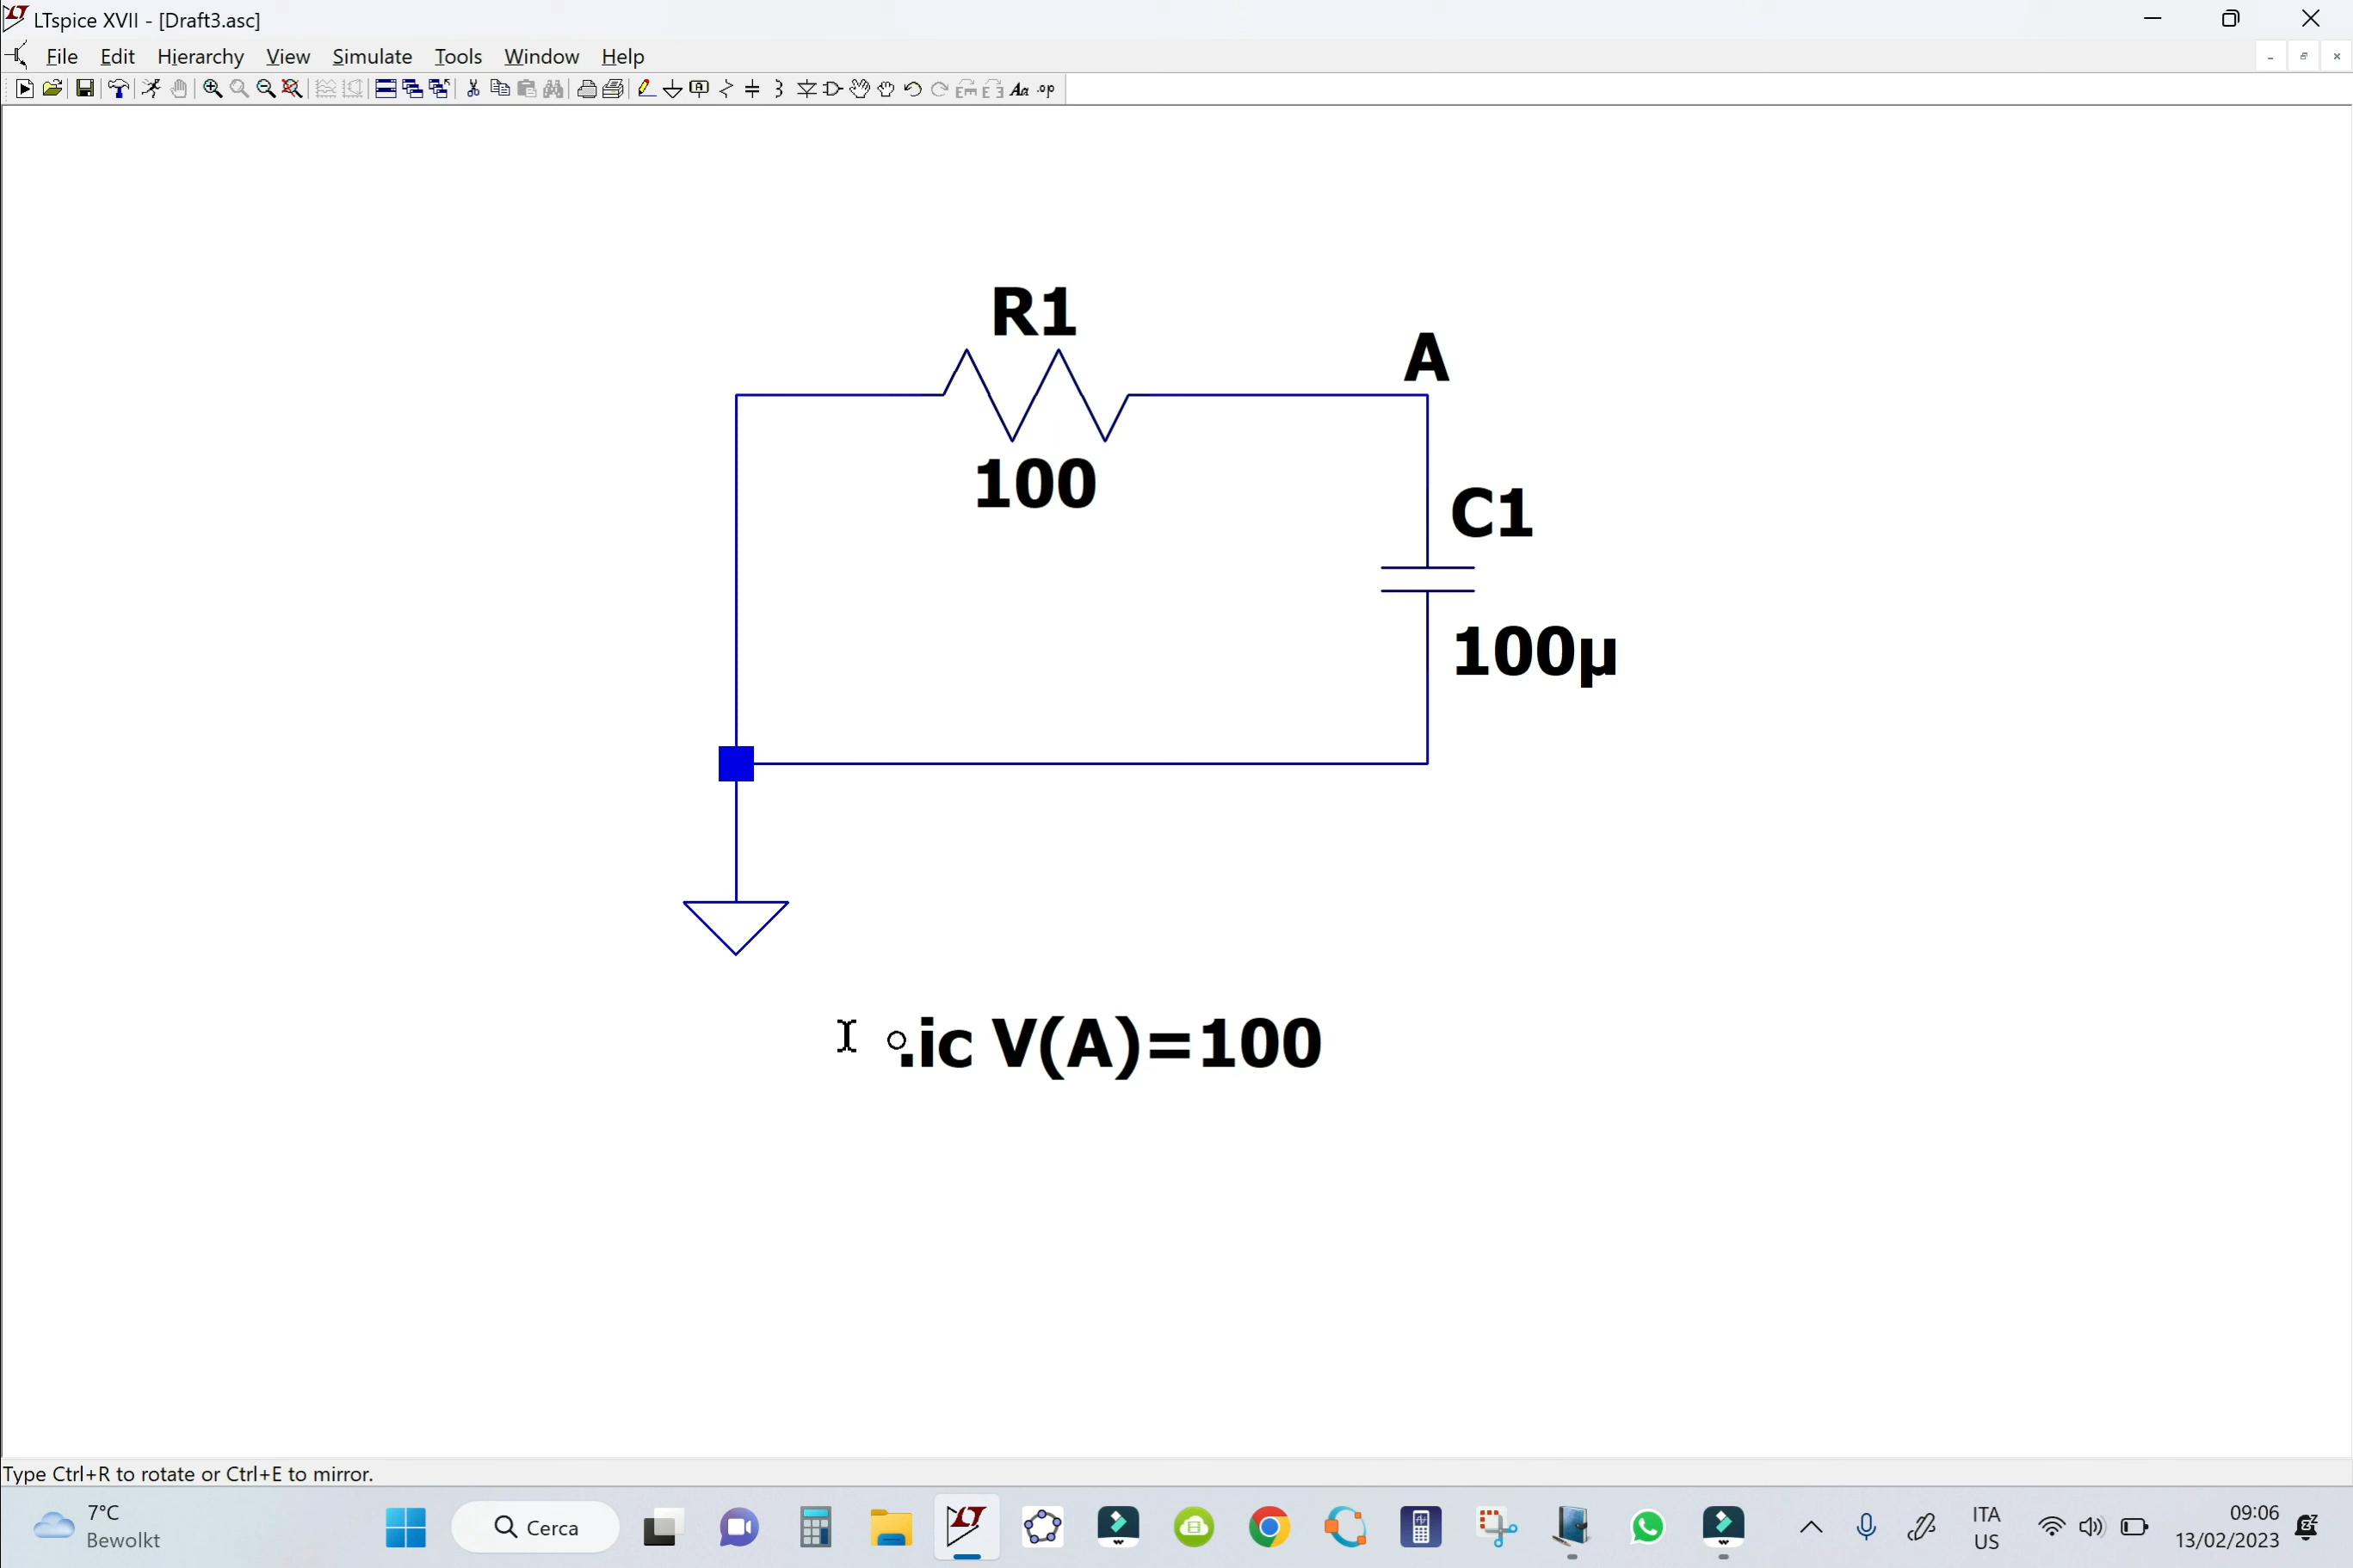 LTspice XVII - [Draft3.asc]
File Edit Hierarchy View Simulate Tools Window Help
R1
A
100
C1
100µ
.ic V(A)=100
Type Ctrl+R to rotate or Ctrl+E to mirror.
7°C
Bewolkt
Cerca
ITA
US
09:06
13/02/2023